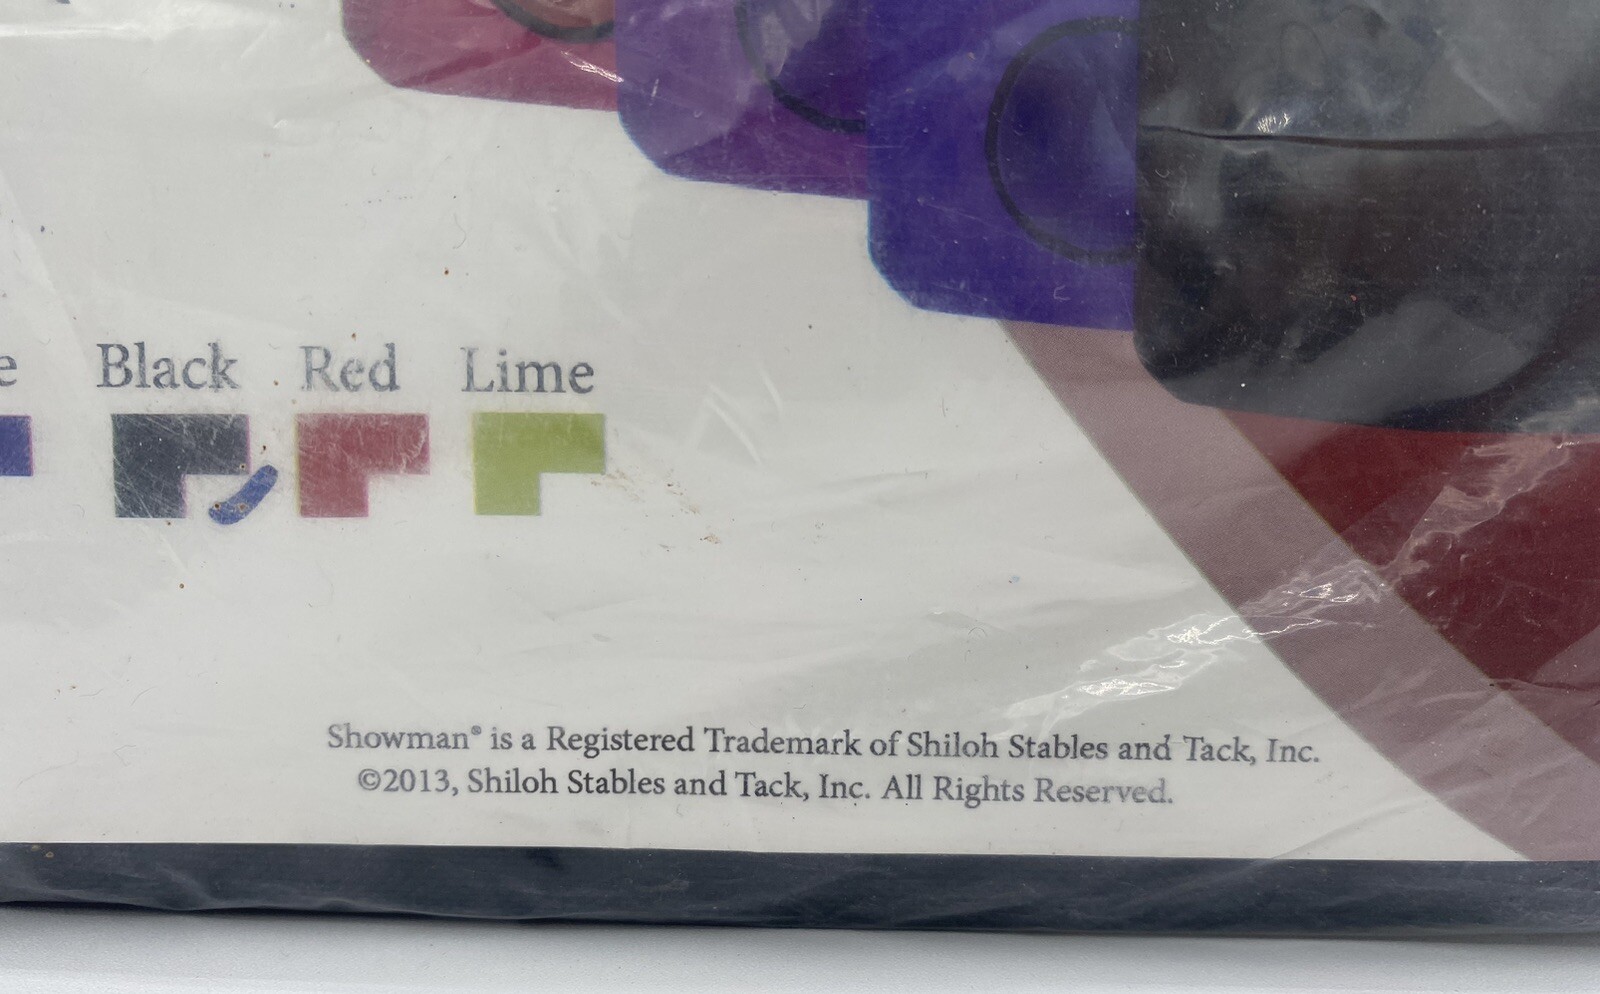 e Black Red Lime
Showman® is a Registered Trademark of Shiloh Stables and Tack, Inc.
©2013, Shiloh Stables and Tack, Inc. All Rights Reserved.